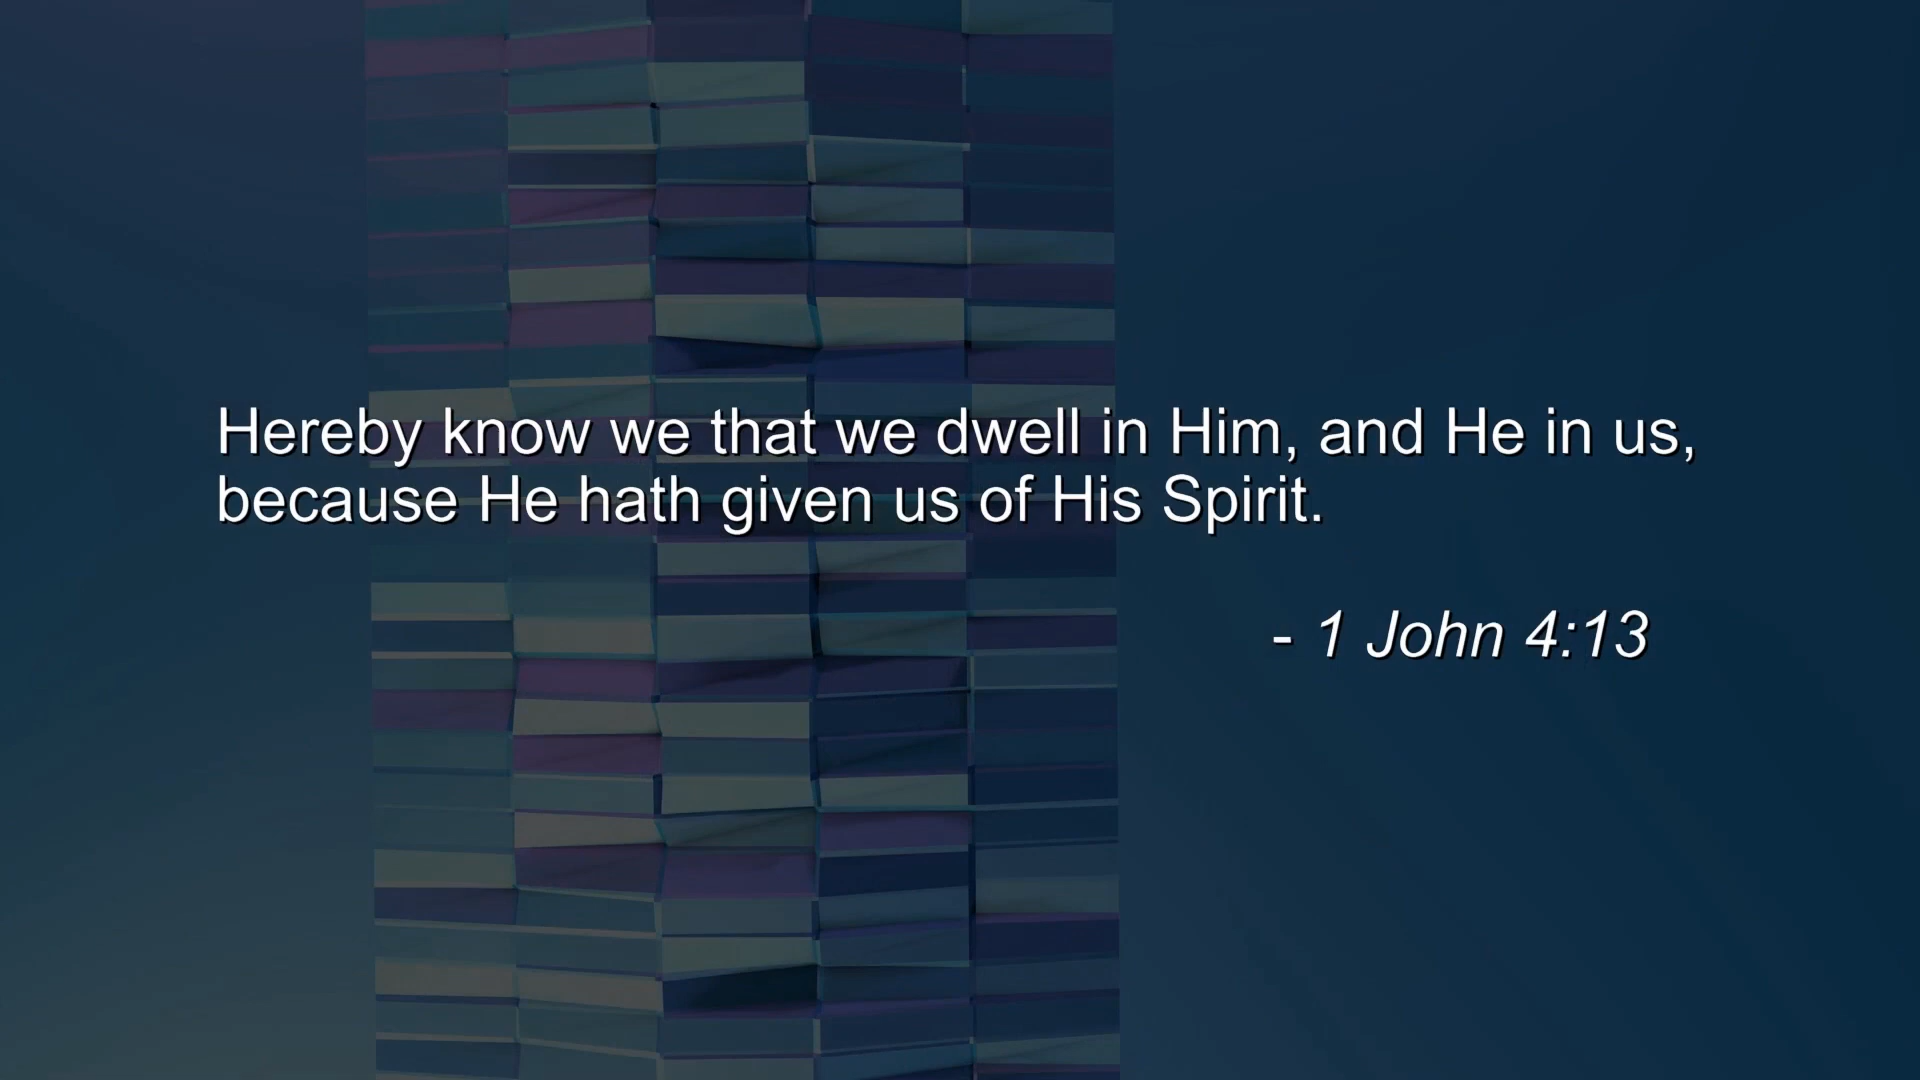 Hereby know we that we dwell in Him, and He in us,
because He hath given us of His Spirit.
- 1 John 4:13